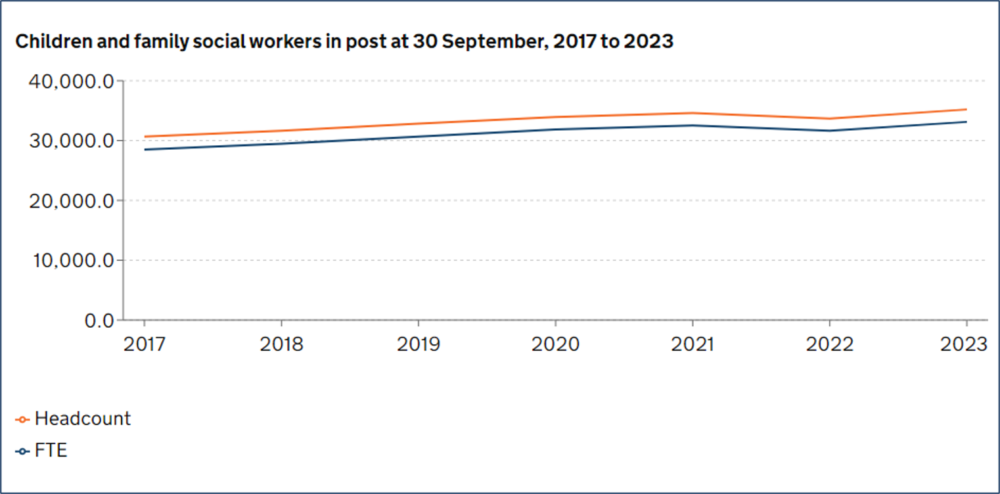 Children and family social workers in post at 30 September, 2017 to 2023
40,000.0
30,000.0
20,000.0
10,000.0
0.0
2017 2018 2019 2020 2021 2022 2023
Headcount
FTE